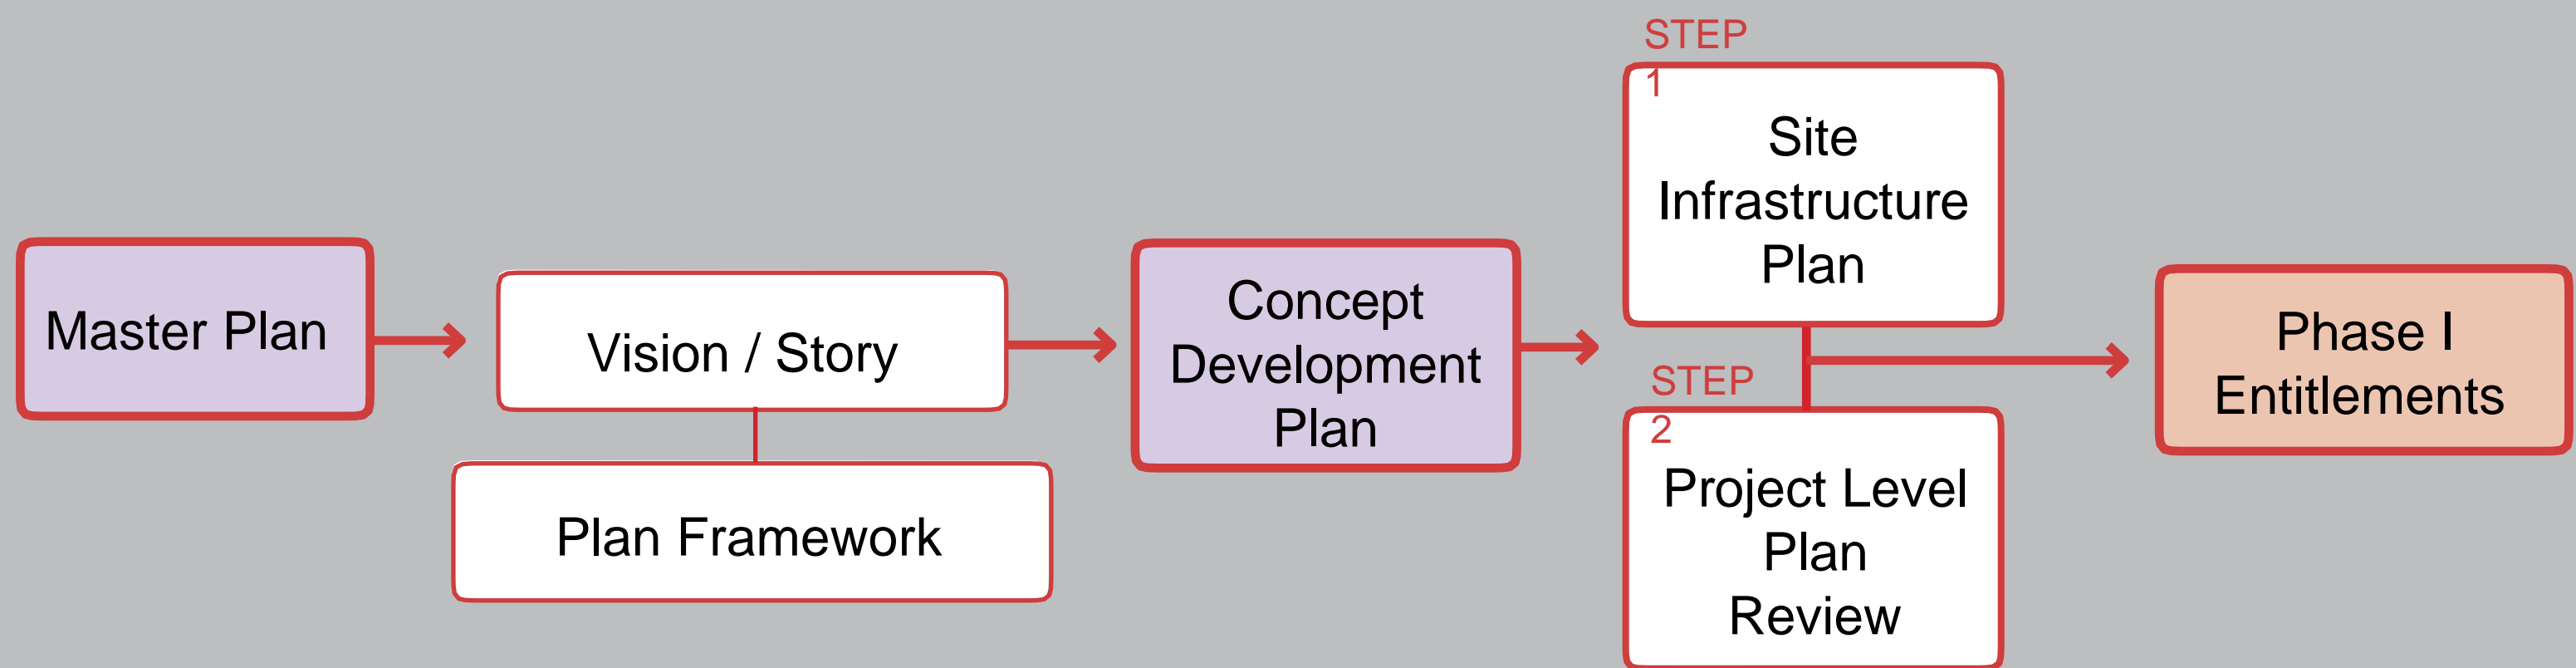 Master Plan
Vision / Story
Plan Framework
Concept
Development
Plan
STEP
1
Site
Infrastructure
Plan
STEP
2
Project Level
Plan
Review
Phase I
Entitlements